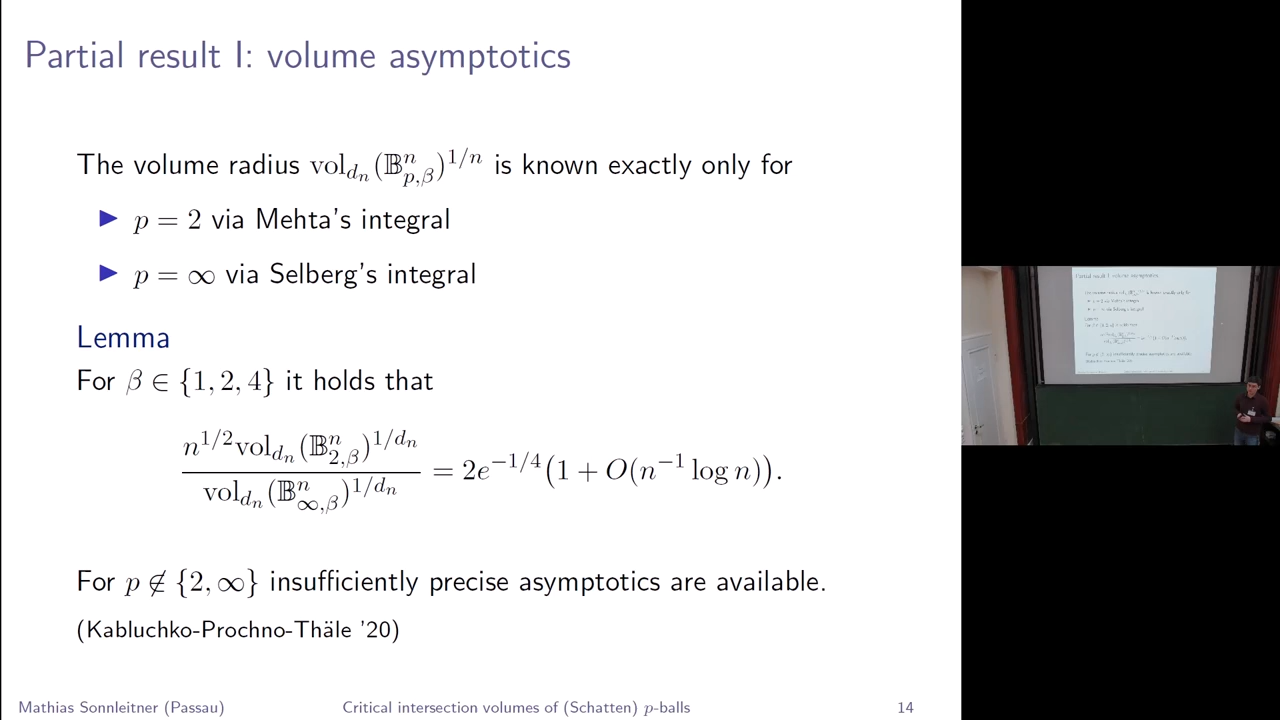 Partial result I: volume asymptotics
The volume radius vol_{d_n}(𝔹^n_{p,β})^{1/n} is known exactly only for
▶ p = 2 via Mehta's integral
▶ p = ∞ via Selberg's integral
Lemma
For β ∈ {1, 2, 4} it holds that
\frac{n^{1/2}vol_{d_n}(𝔹^n_{2,β})^{1/d_n}}{vol_{d_n}(𝔹^n_{∞,β})^{1/d_n}} = 2e^{-1/4}(1 + O(n^{-1} log n)).
For p ∉ {2, ∞} insufficiently precise asymptotics are available.
(Kabluchko-Prochno-Thäle '20)
Mathias Sonnleitner (Passau) Critical intersection volumes of (Schatten) p-balls 14